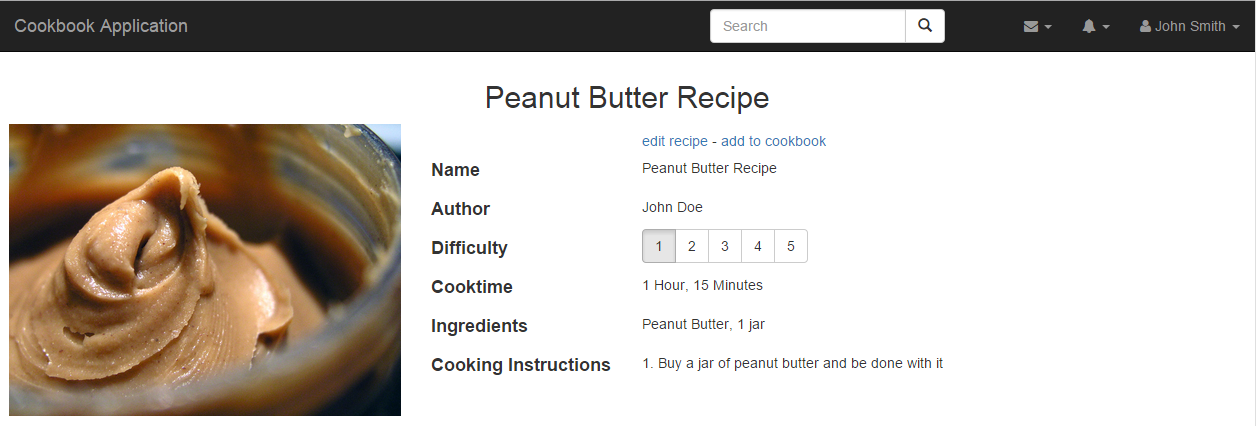 Cookbook Application
Search
John Smith
Peanut Butter Recipe
edit recipe - add to cookbook
Name Peanut Butter Recipe
Author John Doe
Difficulty 1 2 3 4 5
Cooktime 1 Hour, 15 Minutes
Ingredients Peanut Butter, 1 jar
Cooking Instructions 1. Buy a jar of peanut butter and be done with it